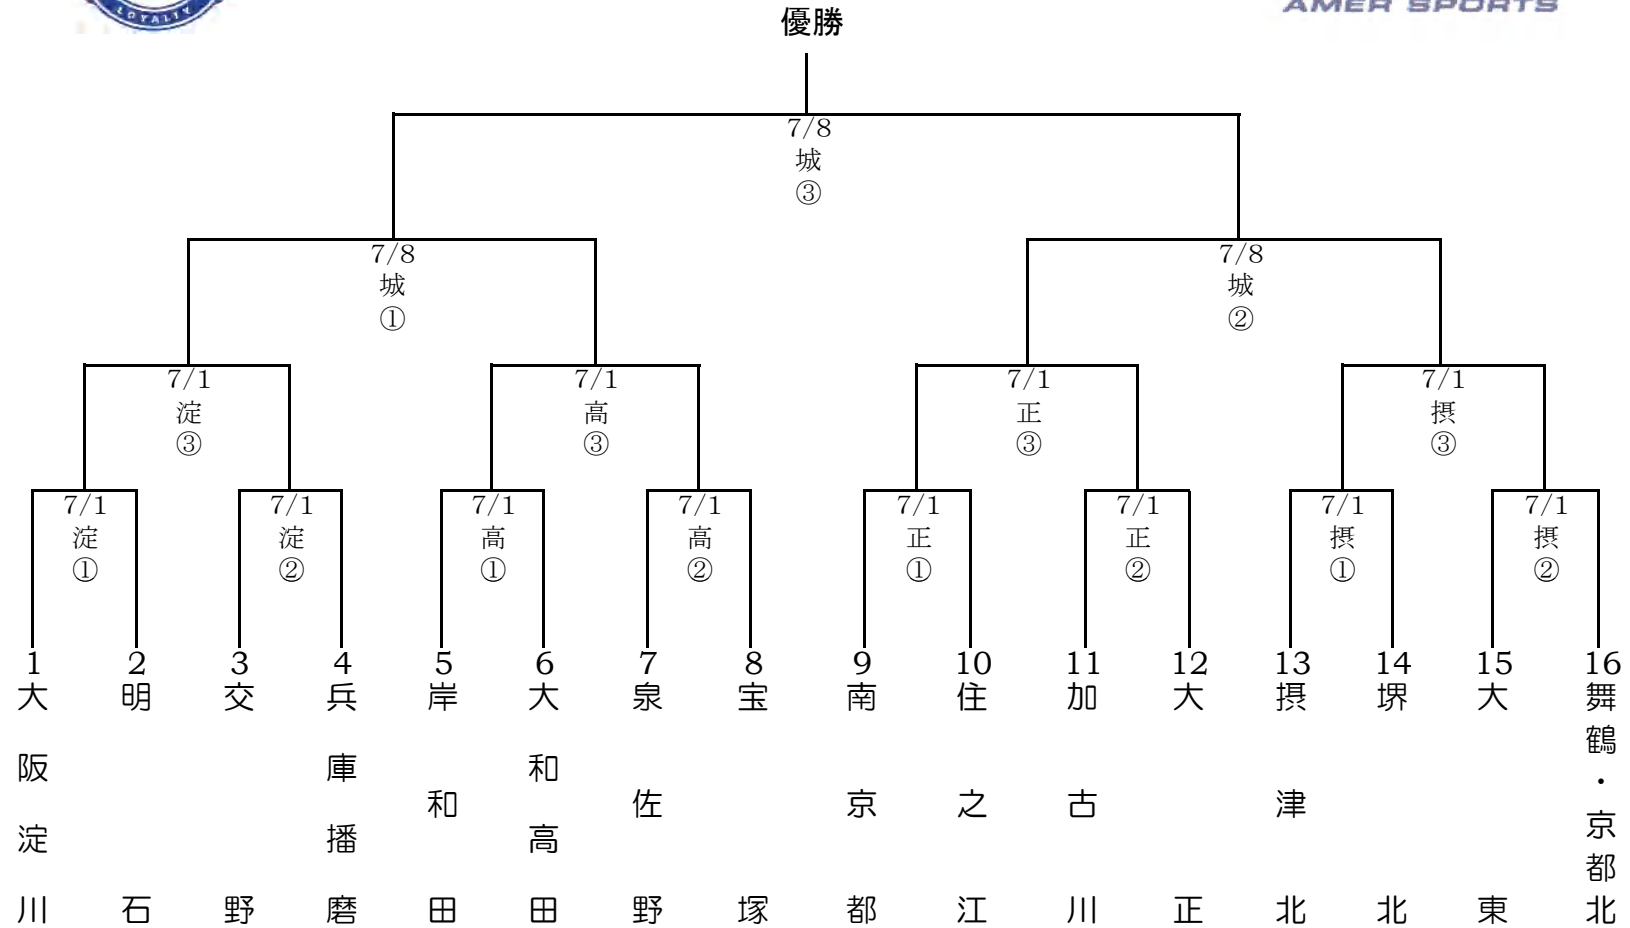 LOYALTY
AMER SPORTS
優勝
7/8
城
③
7/8
城
①
7/8
城
②
7/1
淀
③
7/1
高
③
7/1
正
③
7/1
摂
③
7/1
淀
①
7/1
淀
②
7/1
高
①
7/1
高
②
7/1
正
①
7/1
正
②
7/1
摂
①
7/1
摂
②
1
大阪淀川
2
明石
3
交野
4
兵庫播磨
5
岸和田
6
大和高田
7
泉佐野
8
宝塚
9
南京都
10
住之江
11
加古川
12
大正
13
摂津北
14
堺北
15
大東
16
舞鶴・京都北